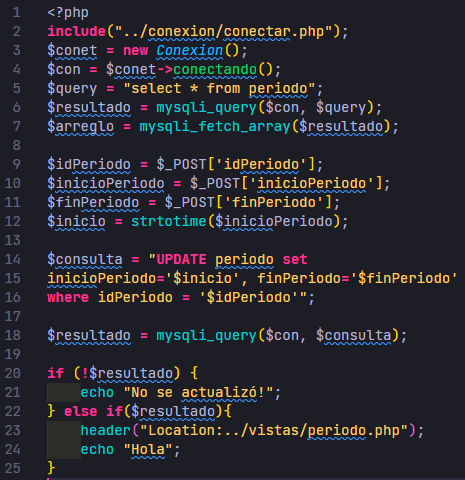 1 <?php
2 include("../conexion/conectar.php");
3 $conet = new Conexion();
4 $con = $conet->conectando();
5 $query = "select * from periodo";
6 $resultado = mysqli_query($con, $query);
7 $arreglo = mysqli_fetch_array($resultado);
8
9 $idPeriodo = $_POST['idPeriodo'];
10 $inicioPeriodo = $_POST['inicioPeriodo'];
11 $finPeriodo = $_POST['finPeriodo'];
12 $inicio = strtotime($inicioPeriodo);
13
14 $consulta = "UPDATE periodo set
15 inicioPeriodo='$inicio', finPeriodo='$finPeriodo'
16 where idPeriodo = '$idPeriodo'";
17
18 $resultado = mysqli_query($con, $consulta);
19
20 if (!$resultado) {
21 echo "No se actualizó!";
22 } else if($resultado){
23 header("Location:../vistas/periodo.php");
24 echo "Hola";
25 }